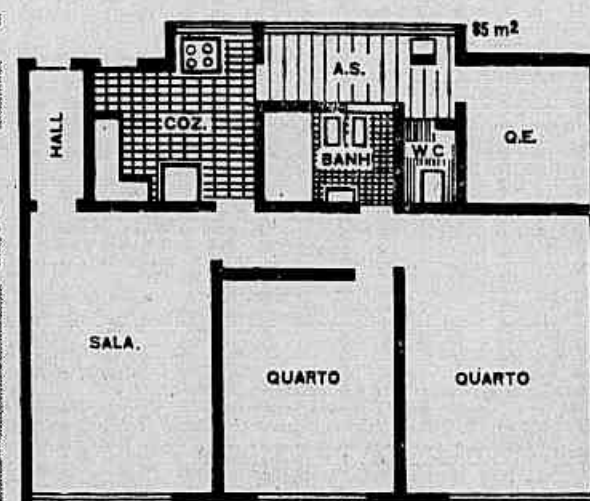 85 m²
A.S.
HALL
COZ.
BANH
W C
Q.E.
SALA.
QUARTO
QUARTO